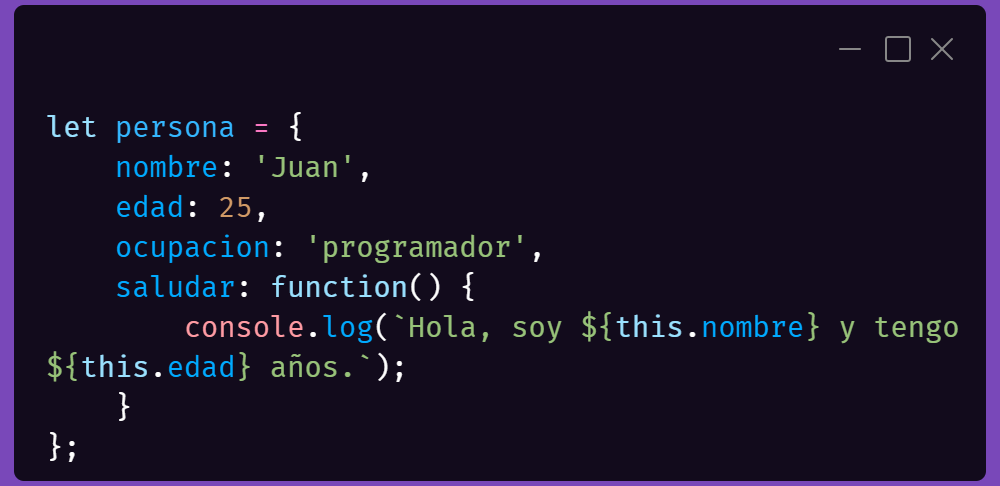 let persona = {
    nombre: 'Juan',
    edad: 25,
    ocupacion: 'programador',
    saludar: function() {
        console.log(`Hola, soy ${this.nombre} y tengo
${this.edad} años.`);
    }
};